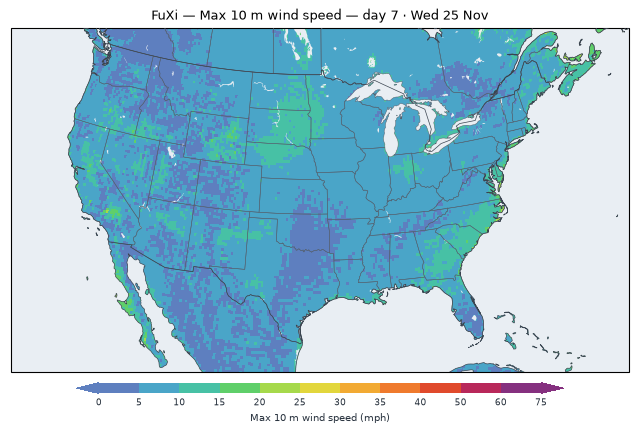 FuXi — Max 10 m wind speed — day 7 · Wed 25 Nov
0 5 10 15 20 25 30 35 40 50 60 75
Max 10 m wind speed (mph)